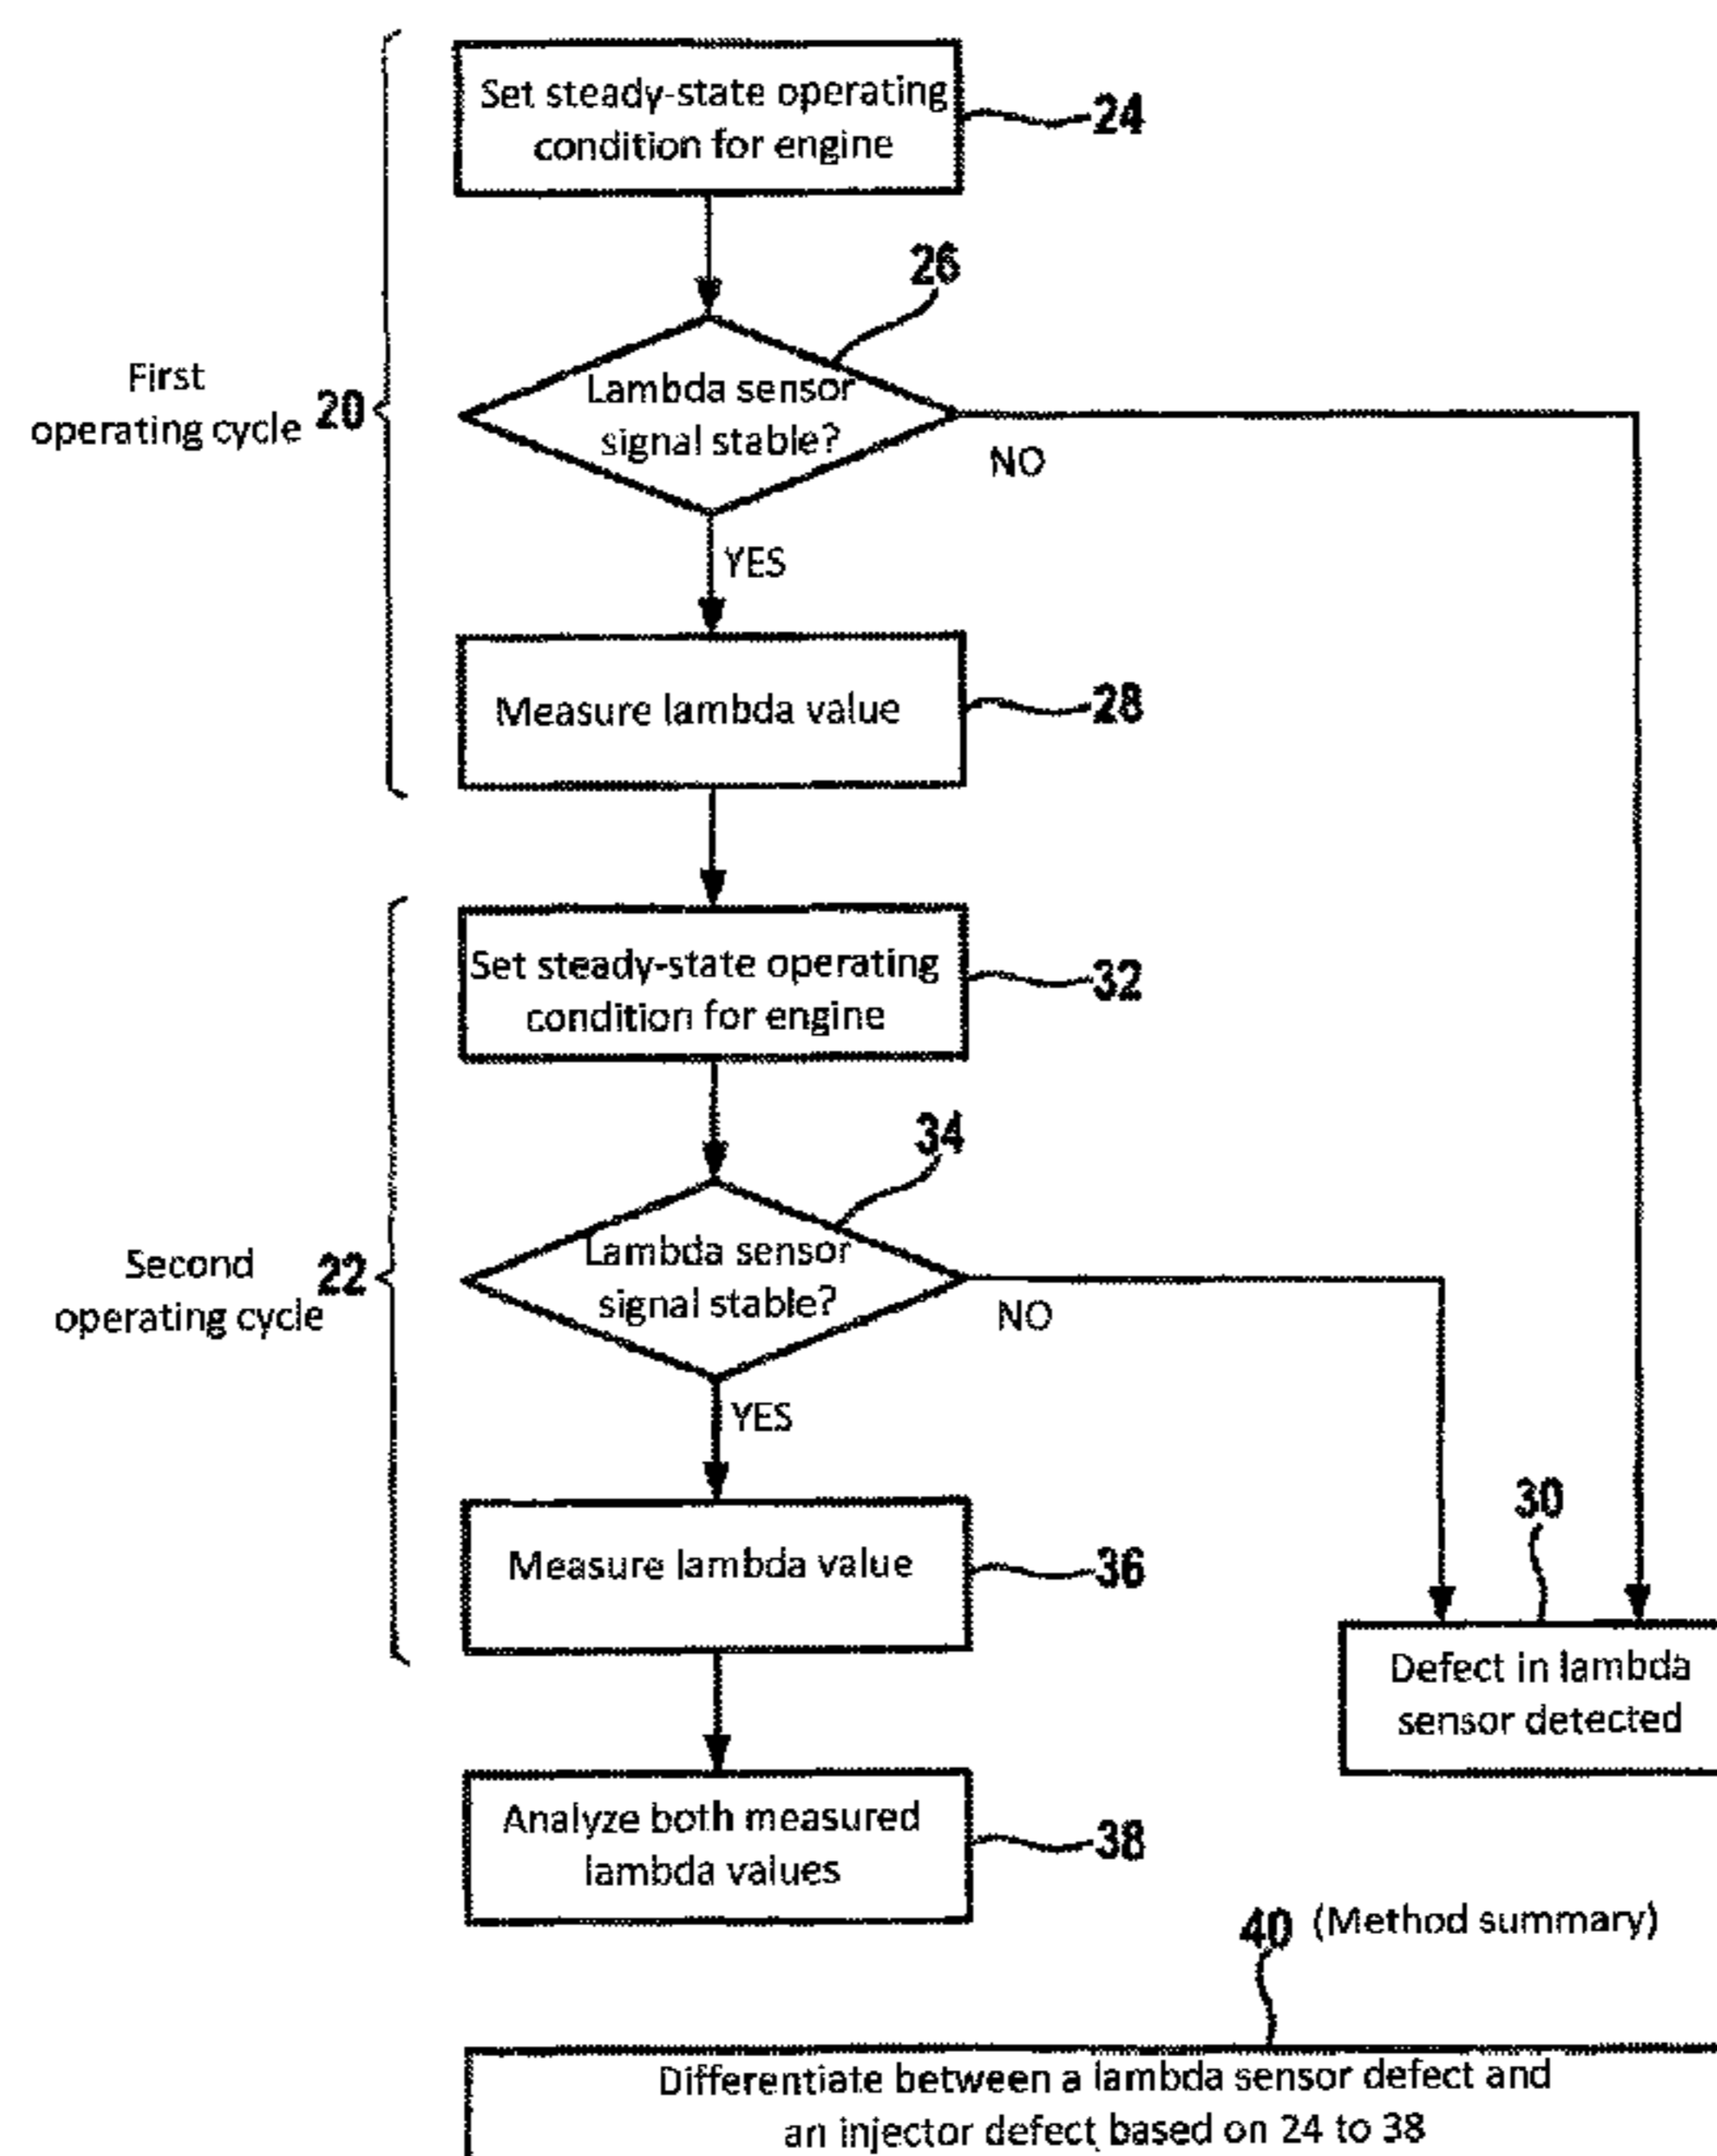 Set steady-state operating
condition for engine
24
26
Lambda sensor
signal stable?
First
operating cycle
20
NO
YES
Measure lambda value
28
Set steady-state operating
condition for engine
32
34
Lambda sensor
signal stable?
Second
operating cycle
22
NO
YES
Measure lambda value
36
30
Defect in lambda
sensor detected
Analyze both measured
lambda values
38
40 (Method summary)
Differentiate between a lambda sensor defect and
an injector defect based on 24 to 38